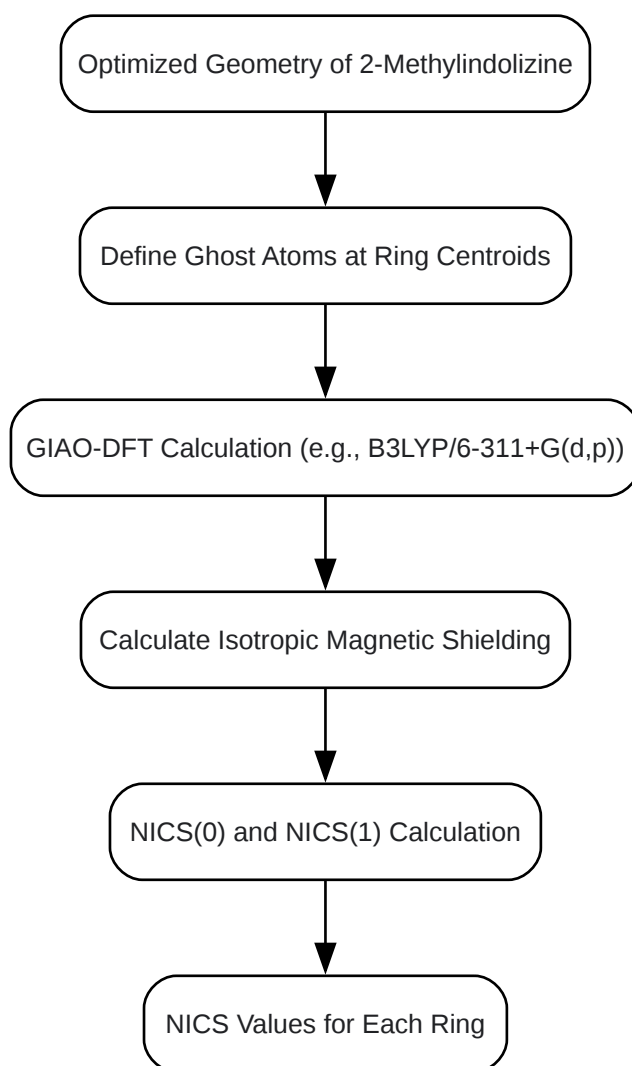 Optimized Geometry of 2-Methylindolizine
Define Ghost Atoms at Ring Centroids
GIAO-DFT Calculation (e.g., B3LYP/6-311+G(d,p))
Calculate Isotropic Magnetic Shielding
NICS(0) and NICS(1) Calculation
NICS Values for Each Ring